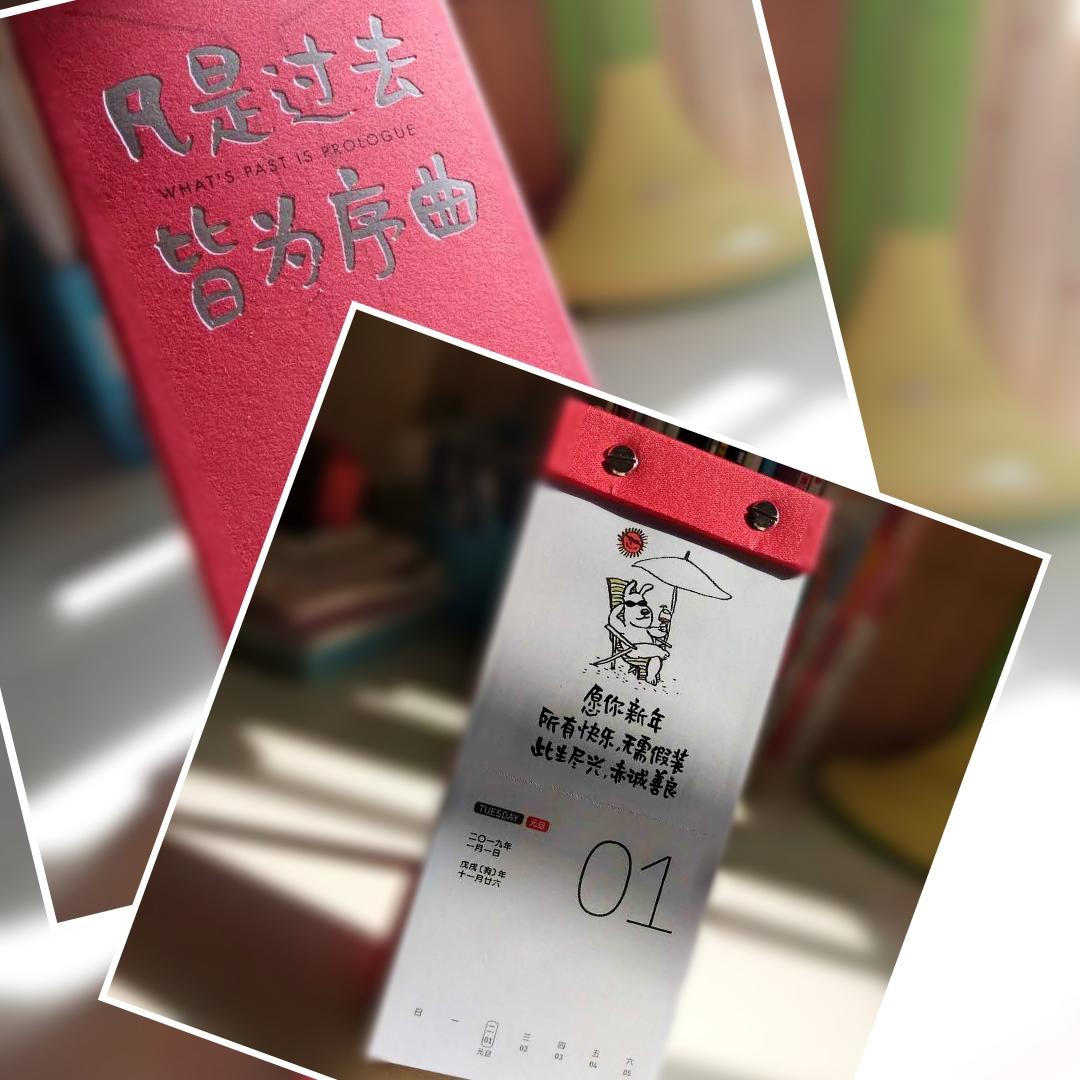 凡是过去
WHAT'S PAST IS PROLOGUE
皆为序曲
愿你新年
所有快乐,无需假装
此生尽兴,赤诚善良
TUESDAY 元旦
二〇一九年
一月一日
戊戌(狗)年
十一月廿六
01
日 一 二 三 四 五 六
01 02 03 04 05
元旦